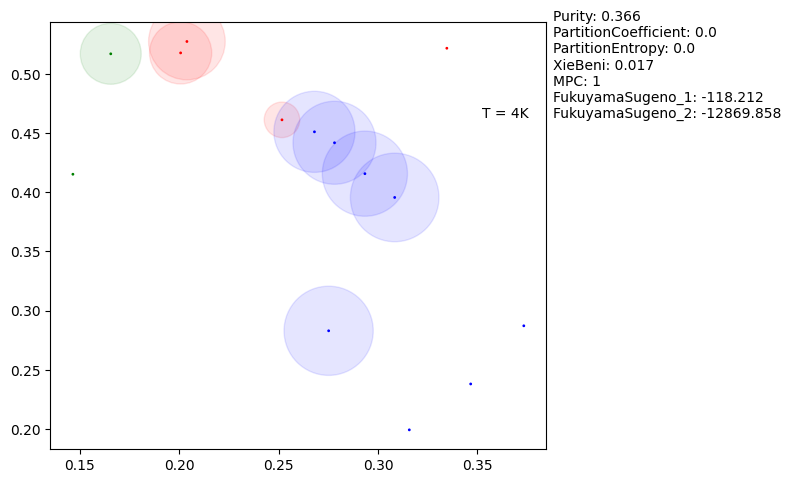 Purity: 0.366
PartitionCoefficient: 0.0
PartitionEntropy: 0.0
XieBeni: 0.017
MPC: 1
FukuyamaSugeno_1: -118.212
FukuyamaSugeno_2: -12869.858
T = 4K
0.50
0.45
0.40
0.35
0.30
0.25
0.20
0.15 0.20 0.25 0.30 0.35